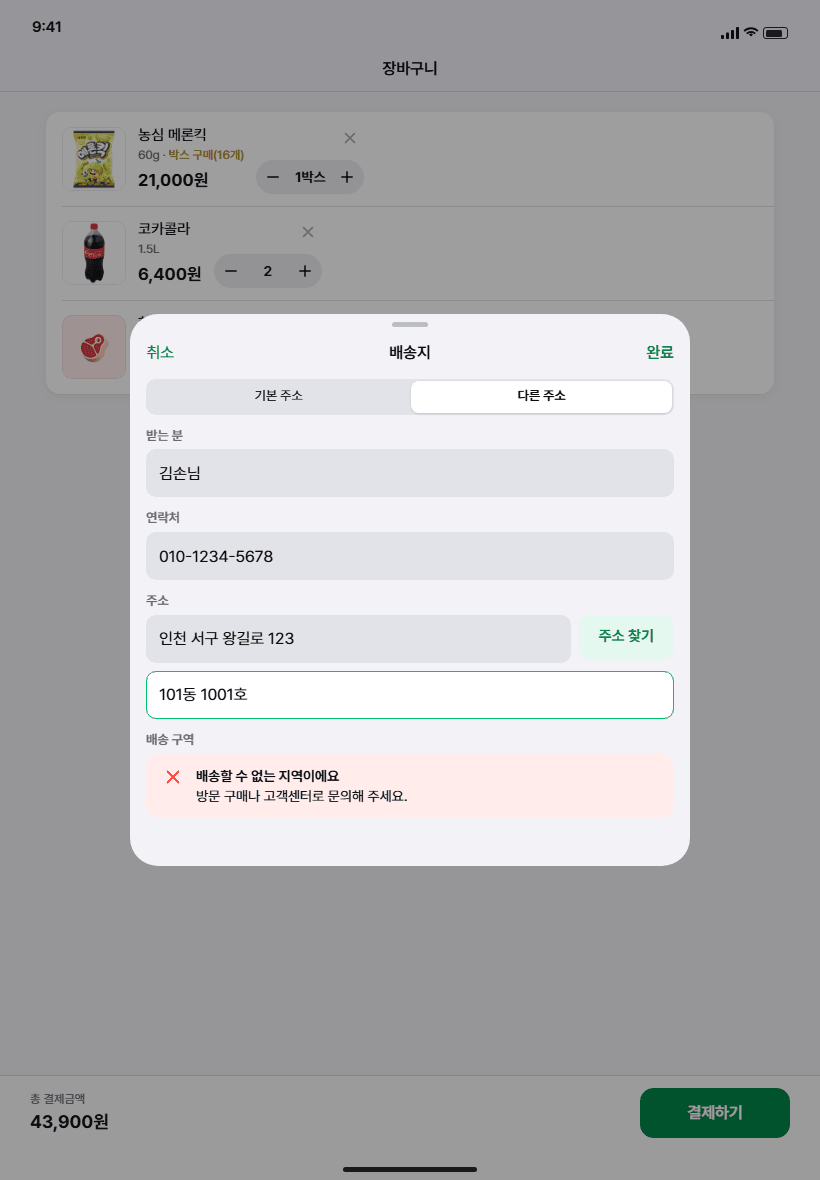 9:41
장바구니
농심 메론킥
60g · 박스 구매(16개)
21,000원
1박스
코카콜라
1.5L
6,400원
2
취소
배송지
완료
기본 주소
다른 주소
받는 분
김손님
연락처
010-1234-5678
주소
인천 서구 왕길로 123
주소 찾기
101동 1001호
배송 구역
배송할 수 없는 지역이에요
방문 구매나 고객센터로 문의해 주세요.
총 결제금액
43,900원
결제하기